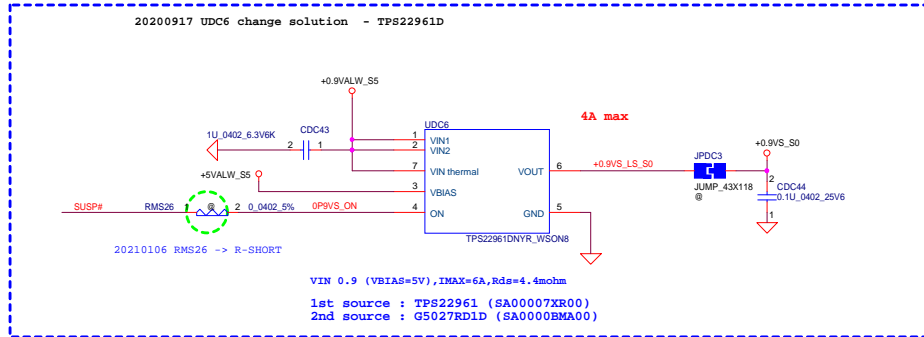 20200917 UDC6 change solution - TPS22961D
+0.9VALW_S5
UDC6
4A max
1U_0402_6.3V6K
CDC43
2 1
1 VIN1
2 VIN2
7 VIN thermal
VOUT 6
+0.9VS_LS_S0
JPDC3
+0.9VS_S0
+5VALW_S5
3 VBIAS
JUMP_43X118
@
2
CDC44
0.1U_0402_25V6
1
SUSP#
RMS26
1 @ 2
0_0402_5%
0P9VS_ON
4 ON
GND 5
TPS22961DNYR_WSON8
20210106 RMS26 -> R-SHORT
VIN 0.9 (VBIAS=5V),IMAX=6A,Rds=4.4mohm
1st source : TPS22961 (SA00007XR00)
2nd source : G5027RD1D (SA0000BMA00)